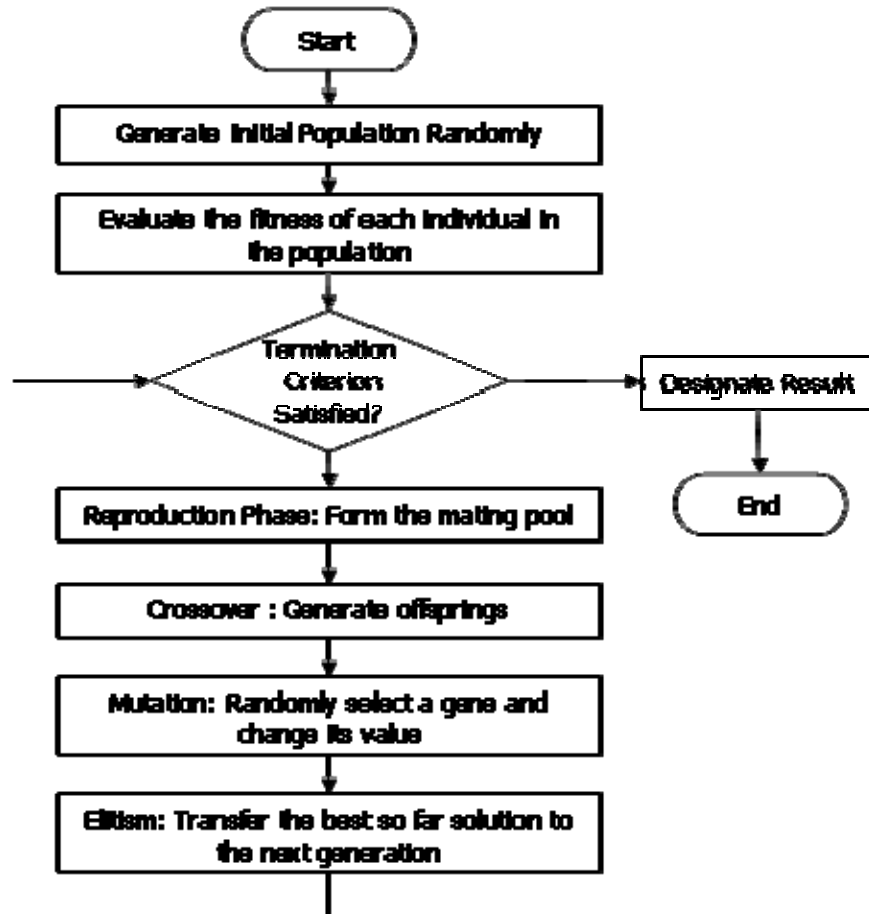 Start
Generate Initial Population Randomly
Evaluate the fitness of each individual in
the population
Termination
Criterion
Satisfied?
Designate Result
End
Reproduction Phase: Form the mating pool
Crossover : Generate offsprings
Mutation: Randomly select a gene and
change its value
Elitism: Transfer the best so far solution to
the next generation